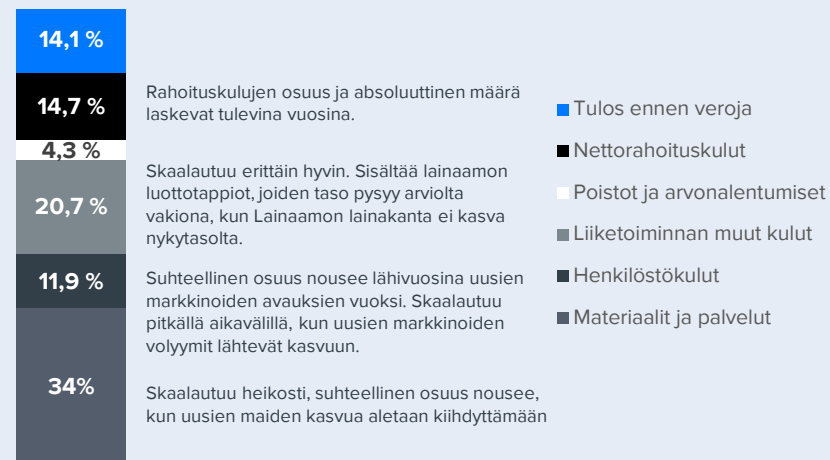 14,1 %
14,7 %
4,3 %
20,7 %
11,9 %
34%
Rahoituskulujen osuus ja absoluuttinen määrä
laskevat tulevina vuosina.
Skaalautuu erittäin hyvin. Sisältää lainaamon
luottotappiot, joiden taso pysyy arviolta
vakiona, kun Lainaamon lainakanta ei kasva
nykytasolta.
Suhteellinen osuus nousee lähivuosina uusien
markkinoiden avauksien vuoksi. Skaalautuu
pitkällä aikavälillä, kun uusien markkinoiden
volyymit lähtevät kasvuun.
Skaalautuu heikosti, suhteellinen osuus nousee,
kun uusien maiden kasvua aletaan kiihdyttämään
Tulos ennen veroja
Nettorahoituskulut
Poistot ja arvonalentumiset
Liiketoiminnan muut kulut
Henkilöstökulut
Materiaalit ja palvelut